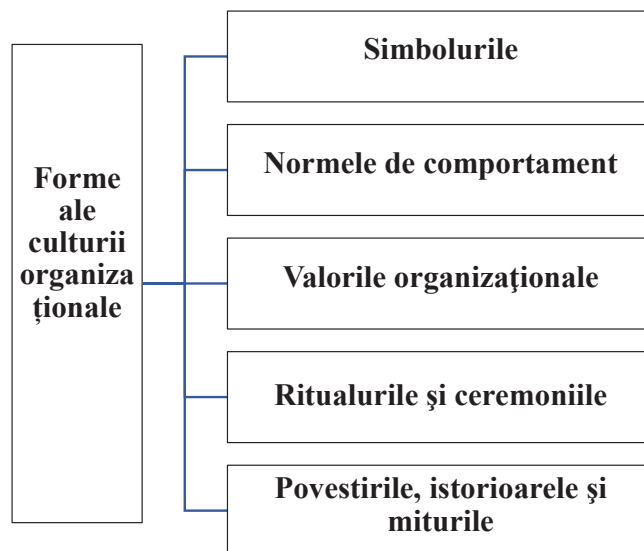 Forme
ale
culturii
organiza
ționale
Simbolurile
Normele de comportament
Valorile organizaţionale
Ritualurile şi ceremoniile
Povestirile, istorioarele şi
miturile